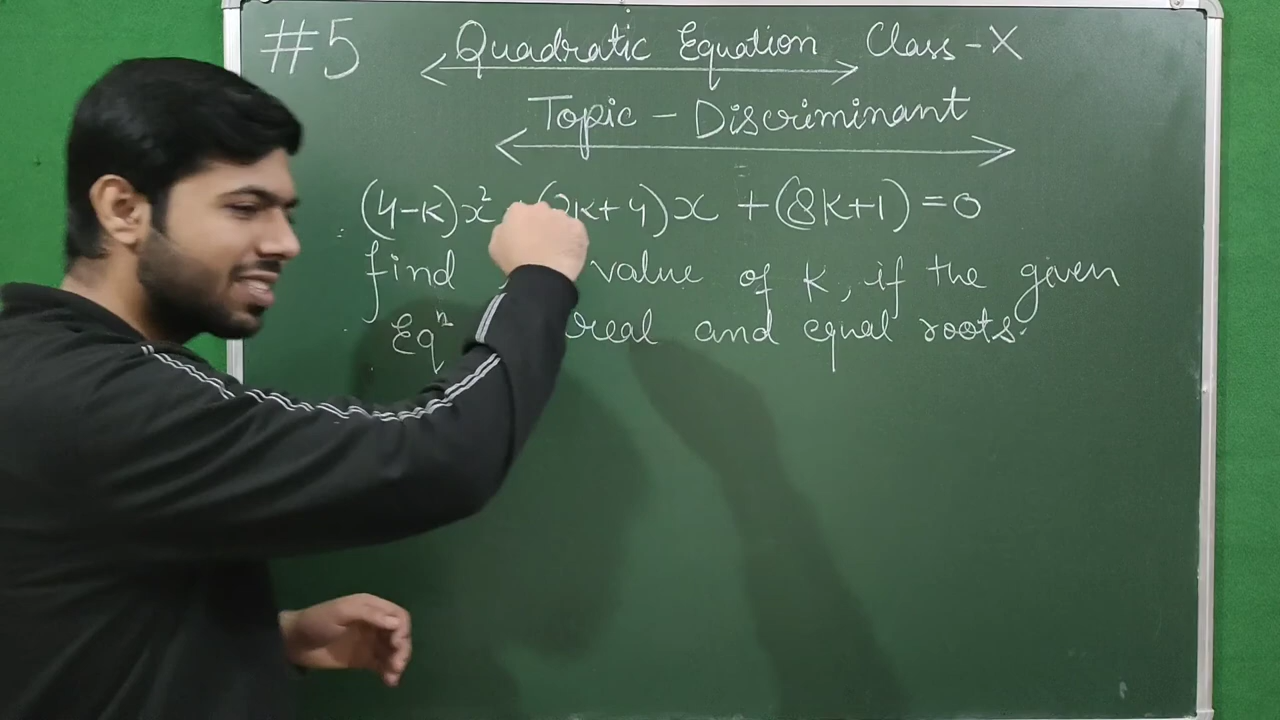 #5 Quadratic Equation Class-X
Topic - Discriminant
(4-k)x² (2k+4)x +(8k+1)=0
find value of k, if the given
Eqⁿ real and equal roots.